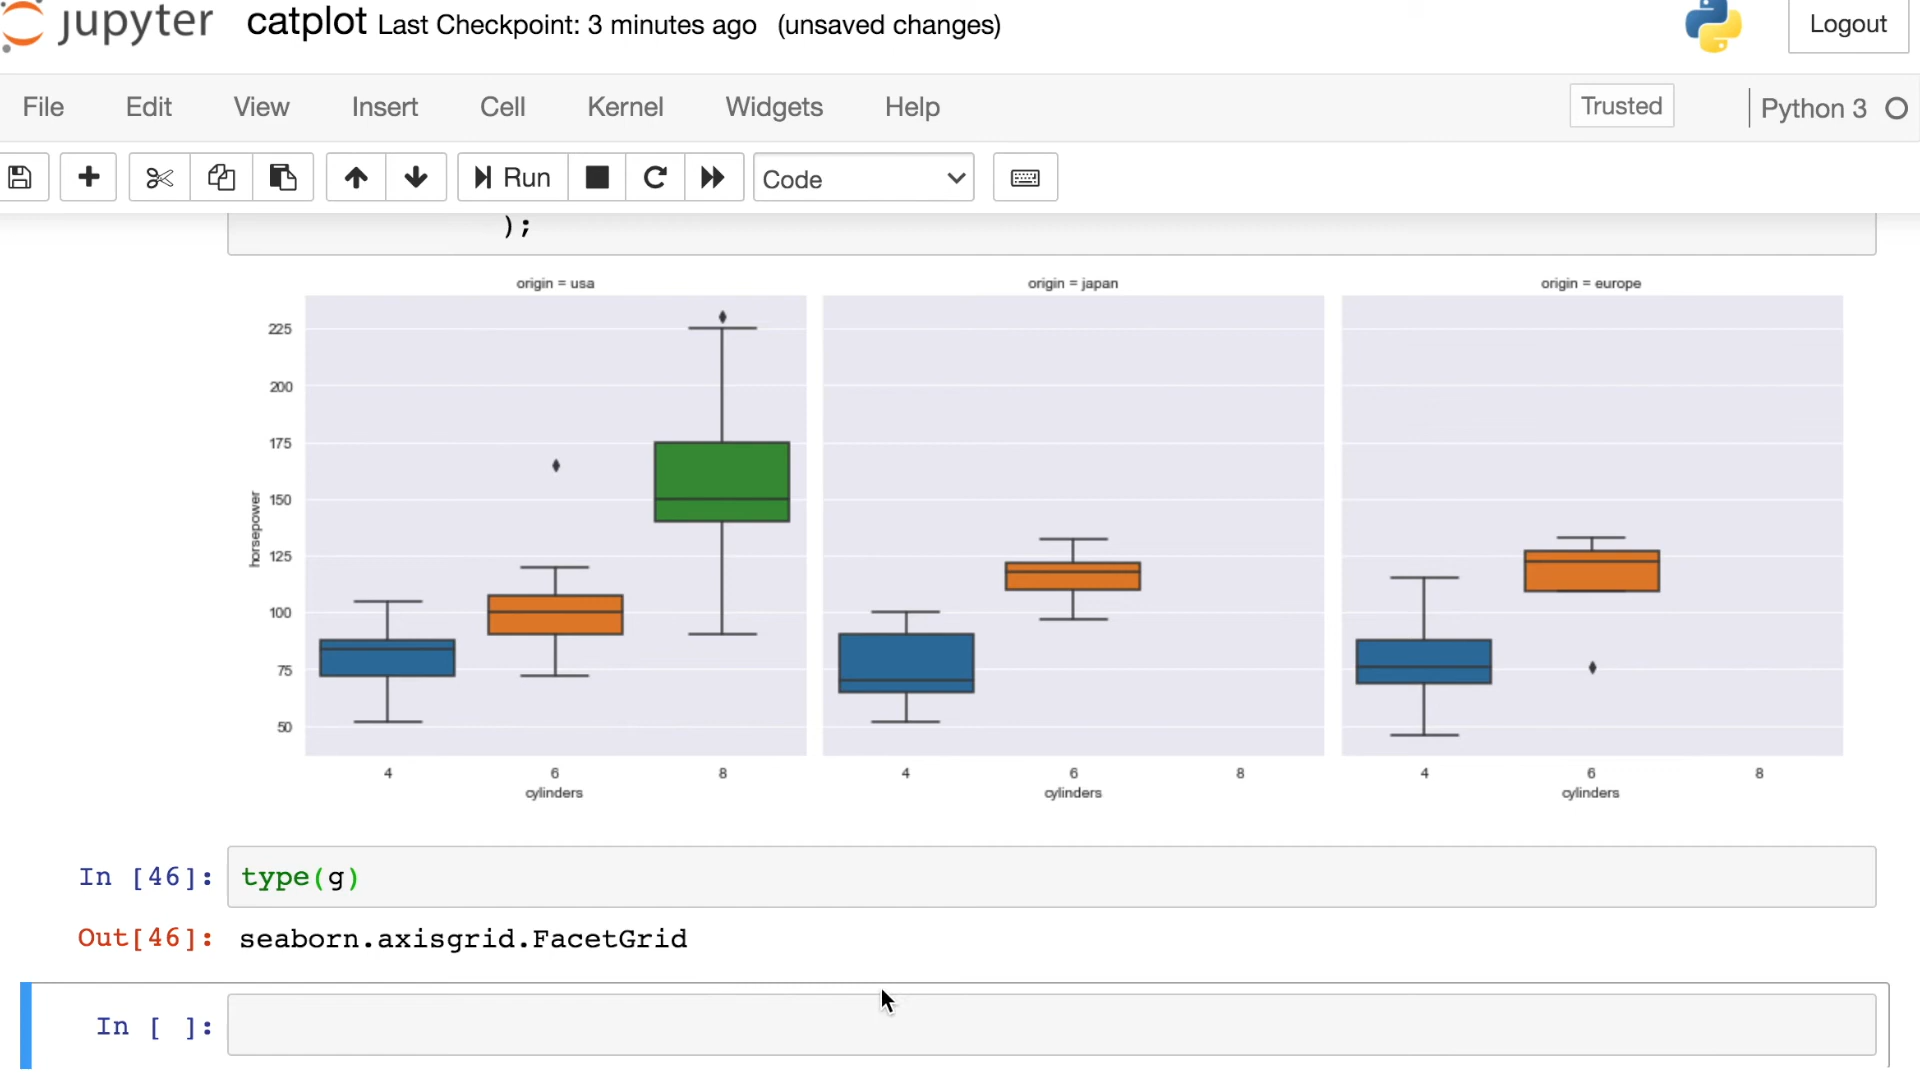 jupyter catplot Last Checkpoint: 3 minutes ago (unsaved changes) Logout
File Edit View Insert Cell Kernel Widgets Help Trusted Python 3
Run Code
);
origin = usa origin = japan origin = europe
225
200
175
150
125
100
75
50
horsepower
4 6 8 4 6 8 4 6 8
cylinders cylinders cylinders
In [46]: type(g)
Out[46]: seaborn.axisgrid.FacetGrid
In [ ]: